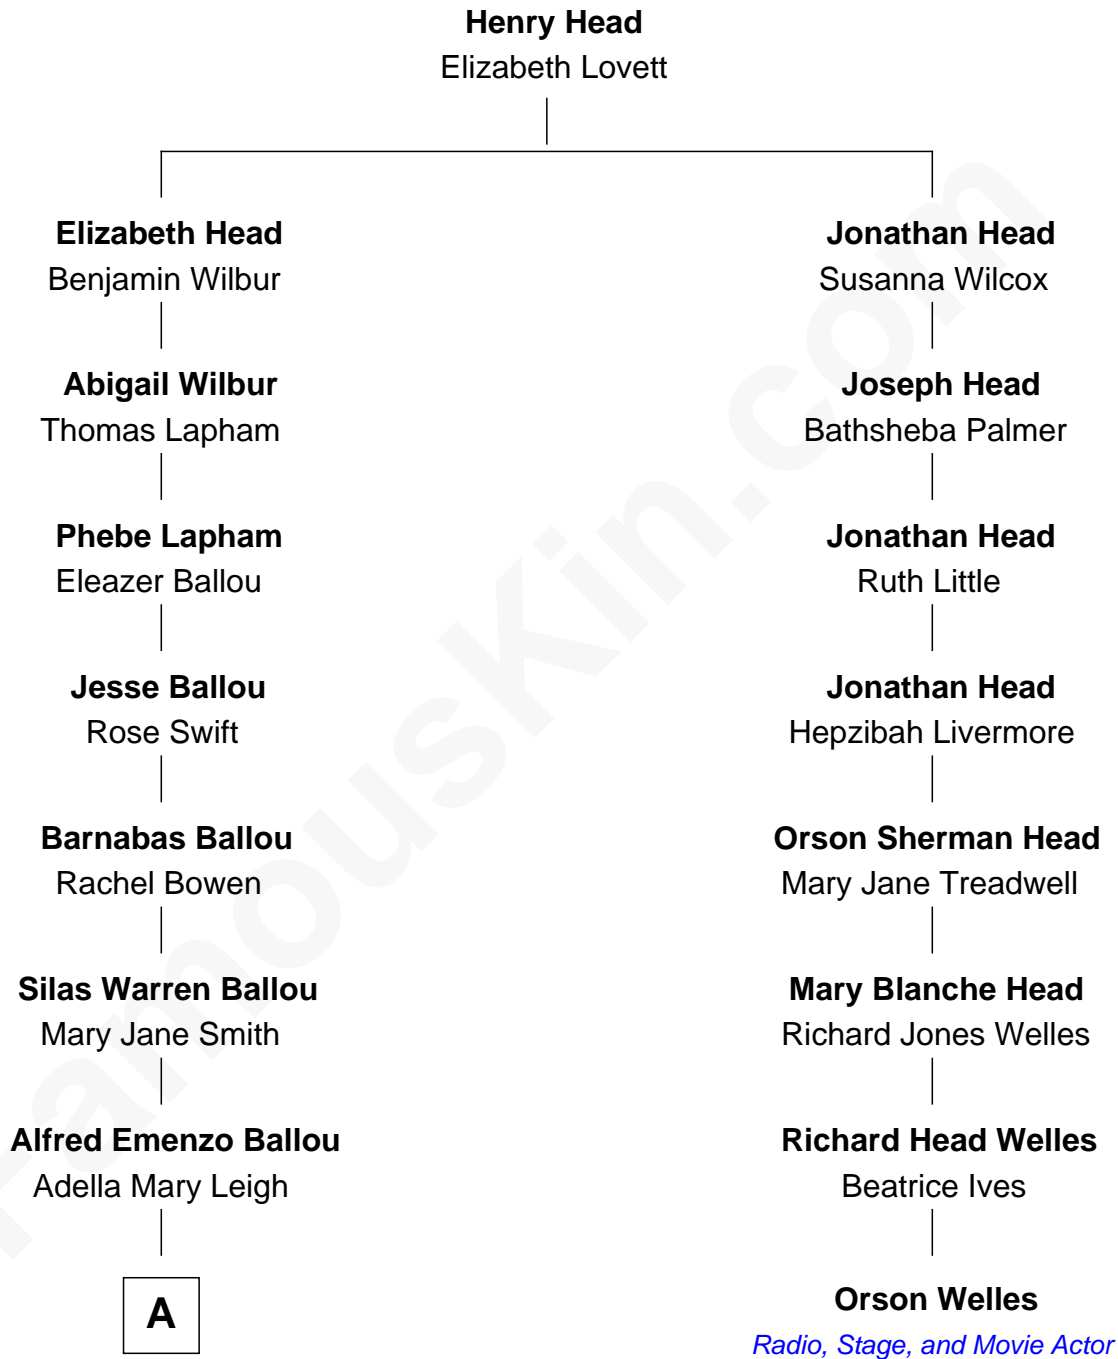 Henry Head
Elizabeth Lovett
Elizabeth Head
Benjamin Wilbur
Jonathan Head
Susanna Wilcox
Abigail Wilbur
Thomas Lapham
Joseph Head
Bathsheba Palmer
Phebe Lapham
Eleazer Ballou
Jonathan Head
Ruth Little
Jesse Ballou
Rose Swift
Jonathan Head
Hepzibah Livermore
Barnabas Ballou
Rachel Bowen
Orson Sherman Head
Mary Jane Treadwell
Silas Warren Ballou
Mary Jane Smith
Mary Blanche Head
Richard Jones Welles
Alfred Emenzo Ballou
Adella Mary Leigh
Richard Head Welles
Beatrice Ives
A
Orson Welles
Radio, Stage, and Movie Actor
FamousKin.com